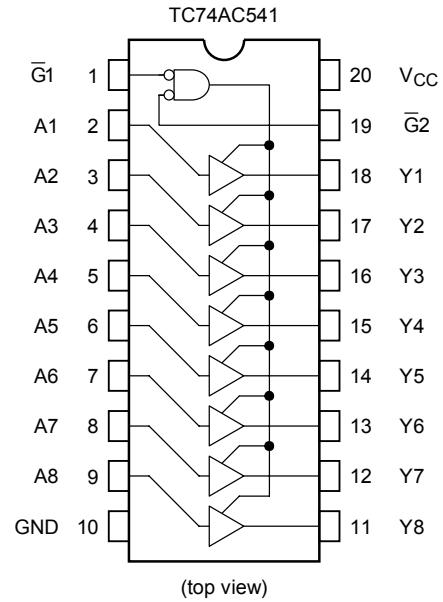 TC74AC541
G̅1 1 20 VCC
A1 2 19 G̅2
A2 3 18 Y1
A3 4 17 Y2
A4 5 16 Y3
A5 6 15 Y4
A6 7 14 Y5
A7 8 13 Y6
A8 9 12 Y7
GND 10 11 Y8
(top view)